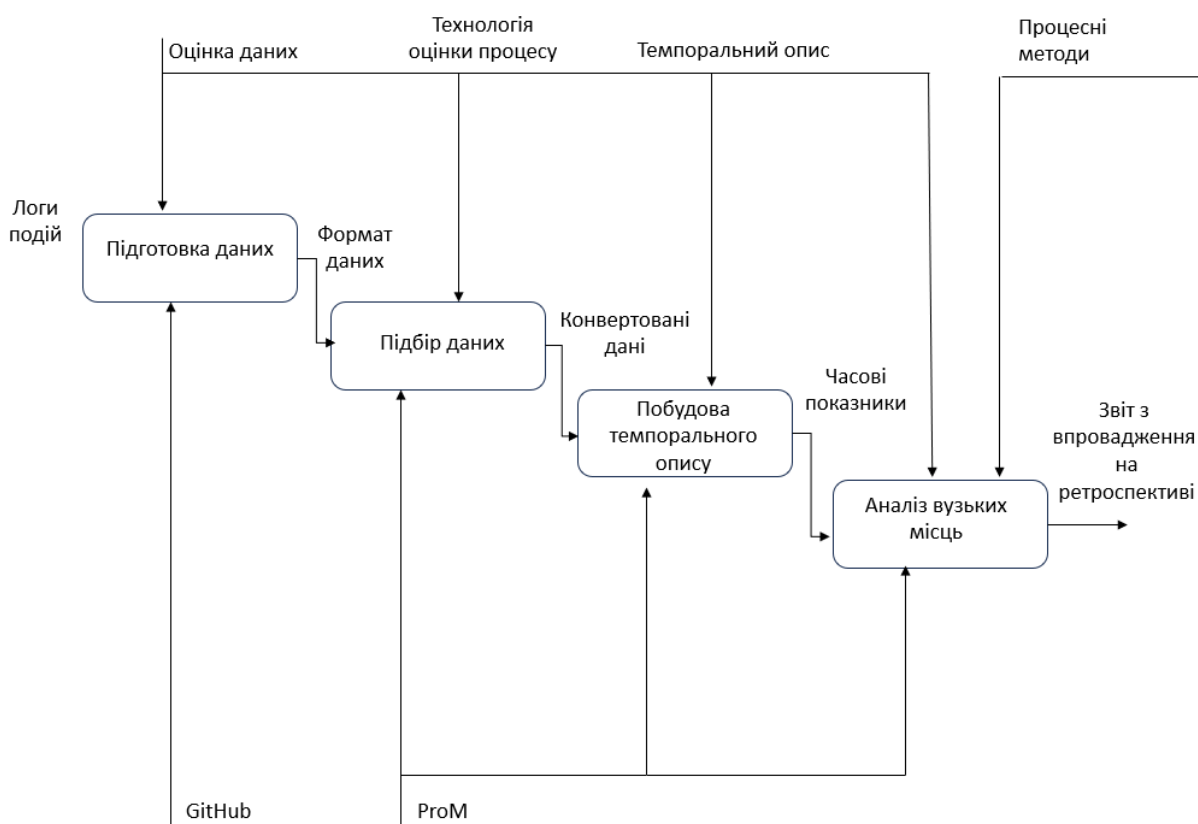 Технологія
оцінки процесу
Оцінка даних
Темпоральний опис
Процесні
методи
Логи
подій
Підготовка даних
Формат
даних
Підбір даних
Конвертовані
дані
Побудова
темпорального
опису
Часові
показники
Аналіз вузьких
місць
Звіт з
впровадження
на
ретроспективі
GitHub
ProM